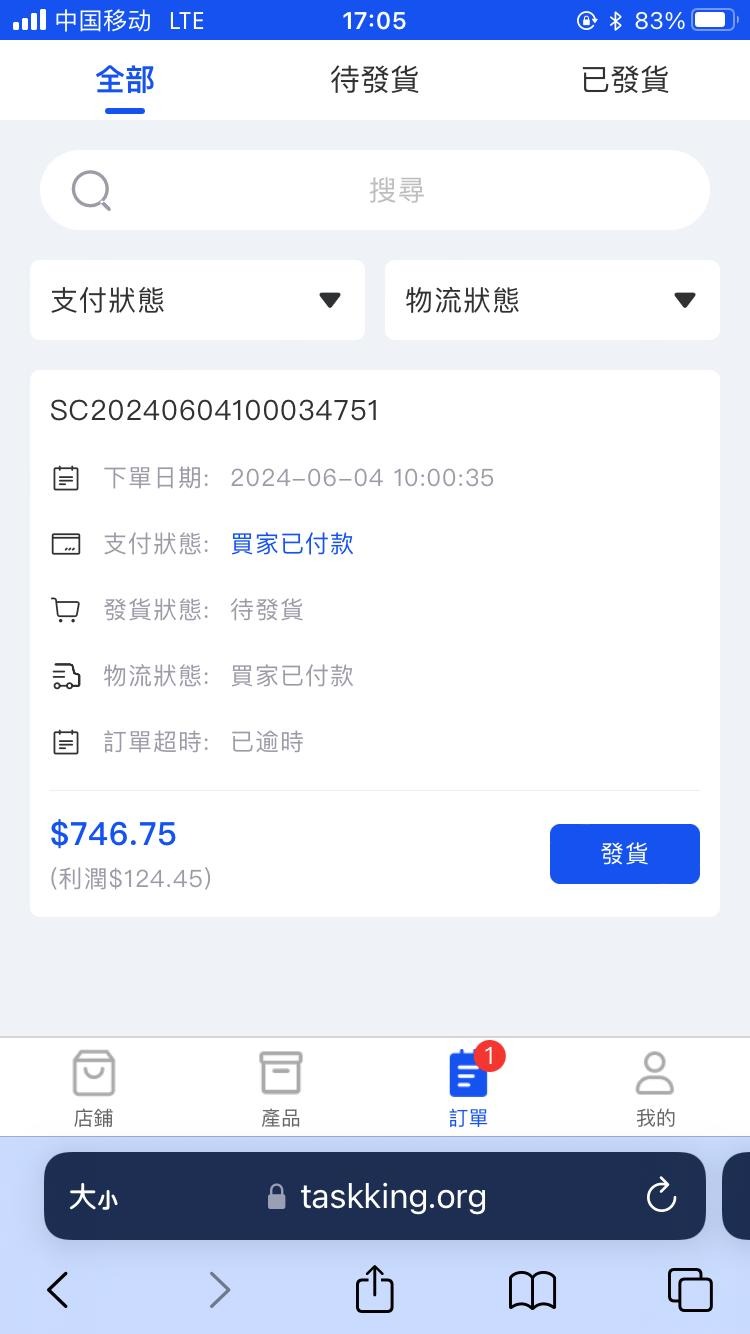 中国移动 LTE 17:05 83%
全部 待發貨 已發貨
搜尋
支付狀態 物流狀態
SC20240604100034751
下單日期: 2024-06-04 10:00:35
支付狀態: 買家已付款
發貨狀態: 待發貨
物流狀態: 買家已付款
訂單超時: 已逾時
$746.75
(利潤$124.45)
發貨
1
店鋪 產品 訂單 我的
大小 taskking.org